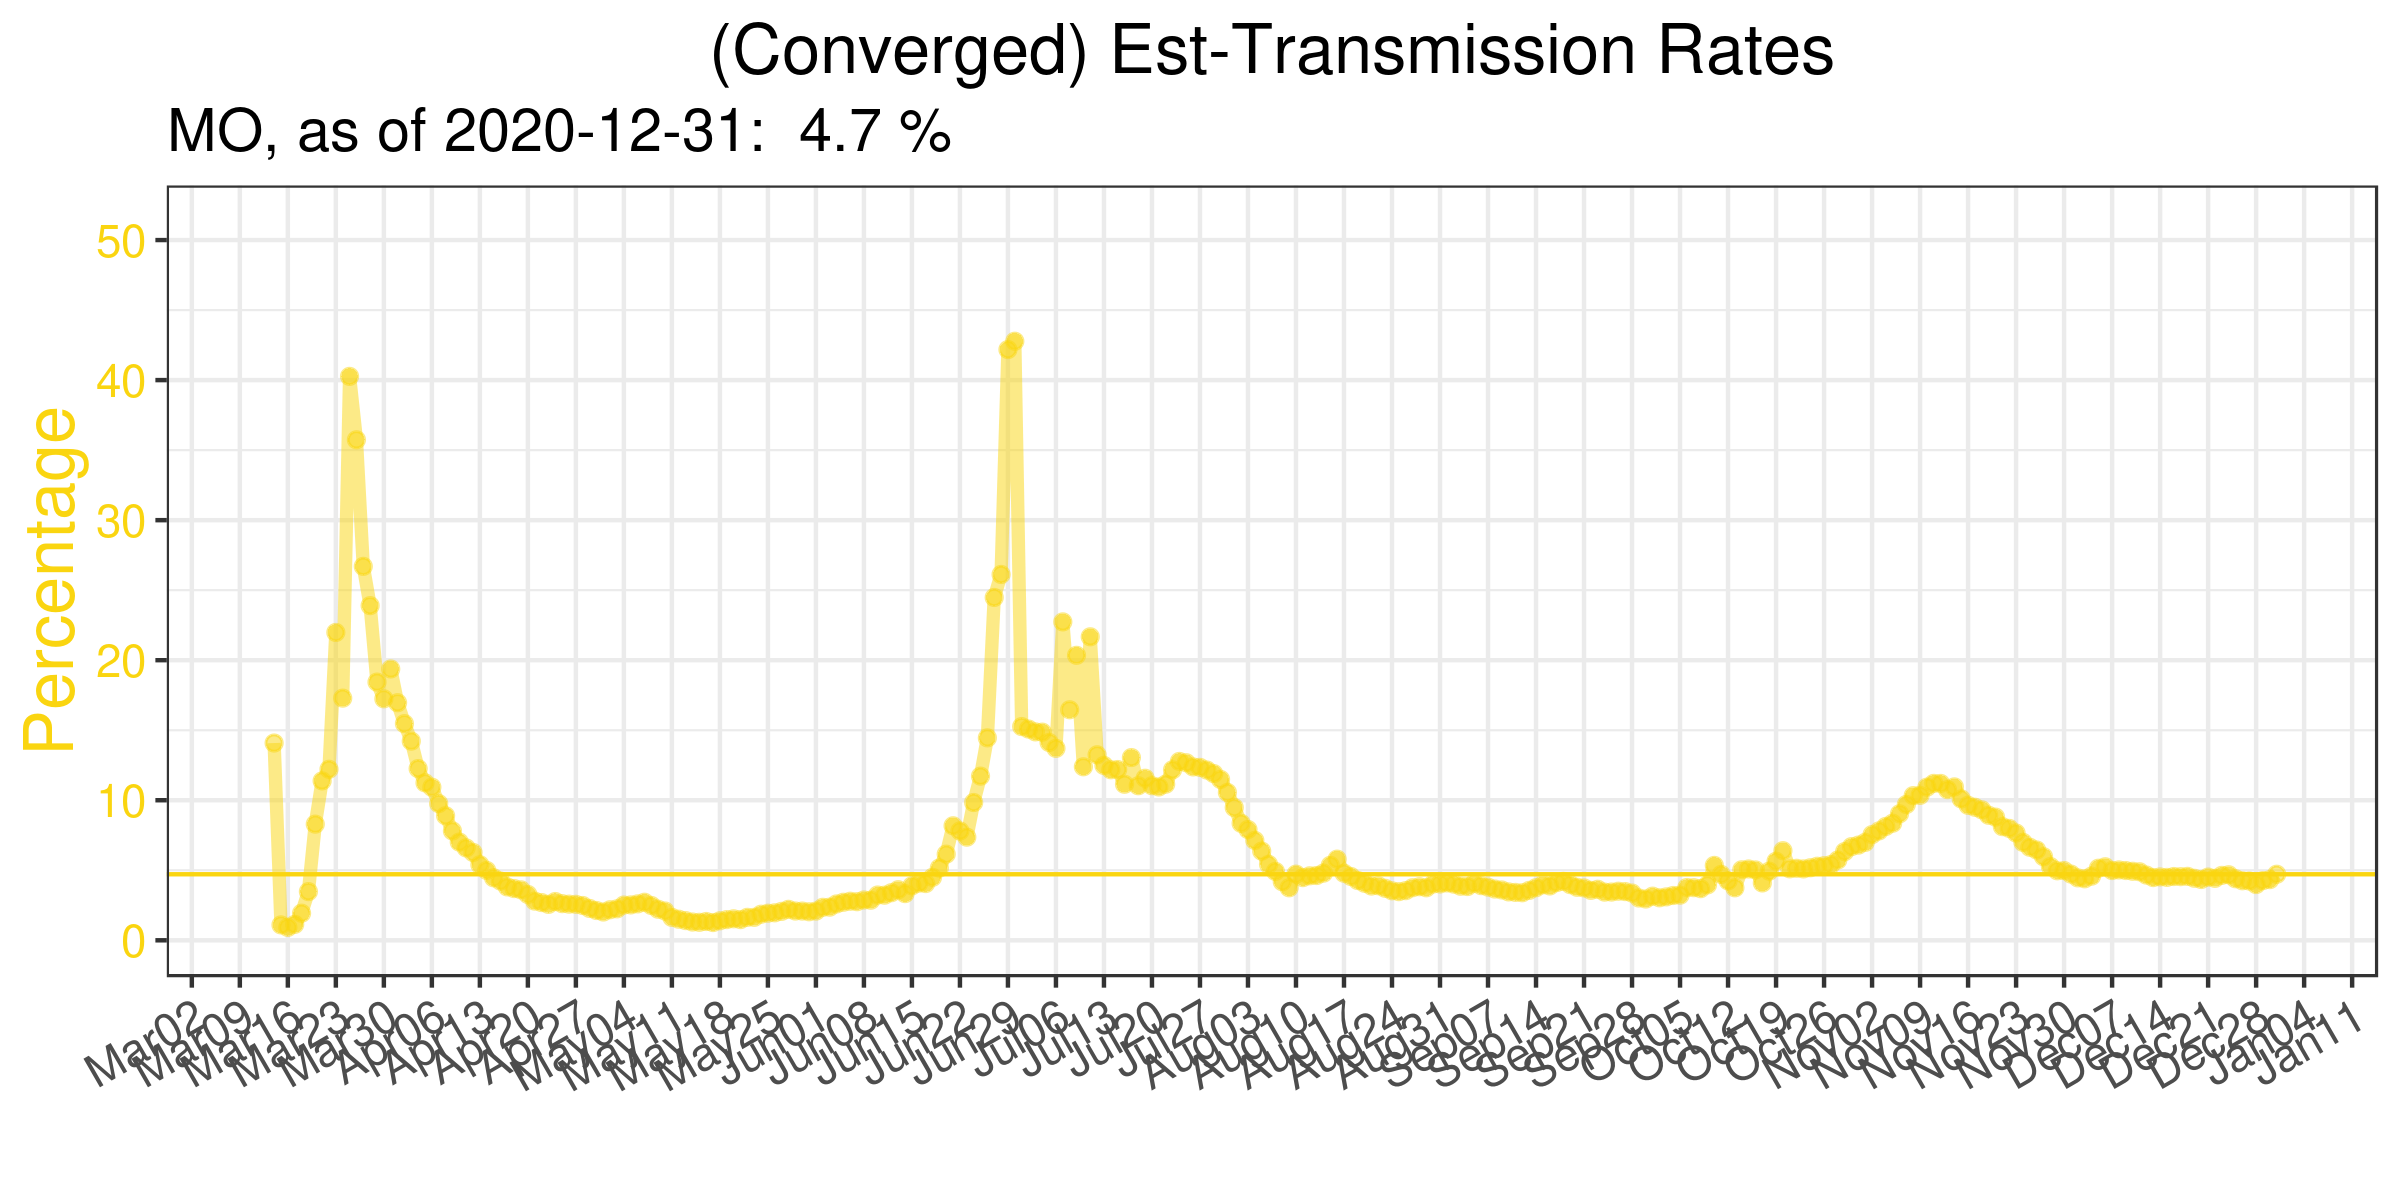 (Converged) Est-Transmission Rates
MO, as of 2020-12-31:  4.7 %
Percentage
50
40
30
20
10
0
Mar02
Mar09
Mar16
Mar23
Mar30
Apr06
Apr13
Apr20
Apr27
May04
May11
May18
May25
Jun01
Jun08
Jun15
Jun22
Jun29
Jul06
Jul13
Jul20
Jul27
Aug03
Aug10
Aug17
Aug24
Aug31
Sep07
Sep14
Sep21
Sep28
Oct05
Oct12
Oct19
Oct26
Nov02
Nov09
Nov16
Nov23
Nov30
Dec07
Dec14
Dec21
Dec28
Jan04
Jan11